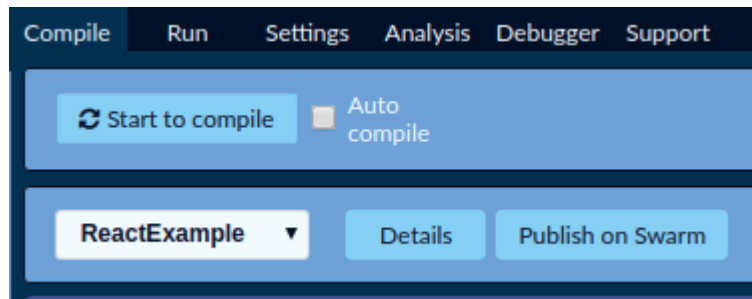 Compile Run Settings Analysis Debugger Support
Start to compile
Auto
compile
ReactExample Details Publish on Swarm